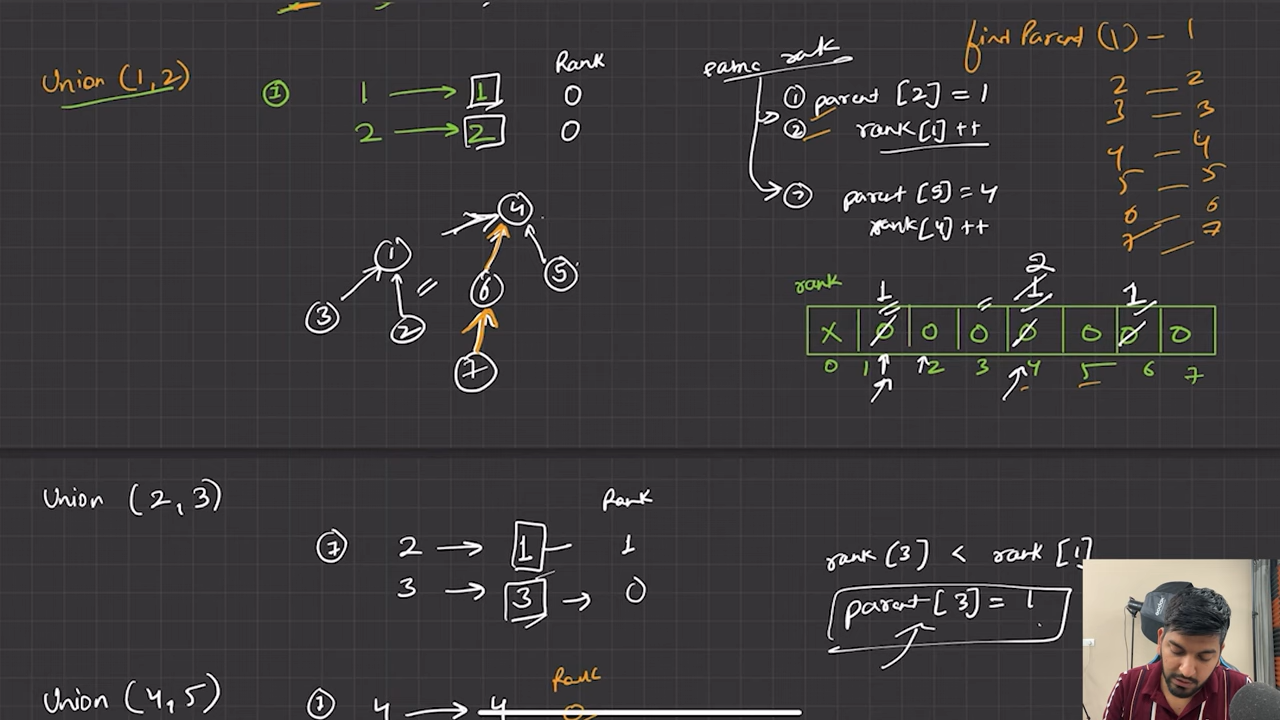 Union (1,2)
① 1 → 1 0
2 → 2 0
Rank
same rank
① parent [2] = 1
② rank[1] ++
parent [5] = 4
rank[4] ++
find Parent (1) - 1
2 — 2
3 — 3
4 — 4
5 — 5
6 — 6
7 — 7
4
1 6 5
3 2
7
rank
1 2 1 1
X 0 0 0 0 0 0 0
0 1 2 3 4 5 6 7
Union (2,3)
Rank
2 → 1 — 1
3 → 3 → 0
rank [3] < rank [1]
parent [3] = 1
Union (4,5)
① 4 → 4
Rank
0